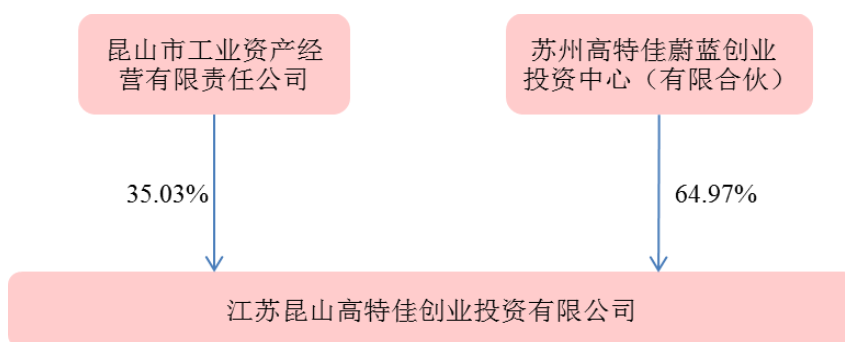 昆山市工业资产经
营有限责任公司
苏州高特佳蔚蓝创业
投资中心（有限合伙）
35.03%
64.97%
江苏昆山高特佳创业投资有限公司